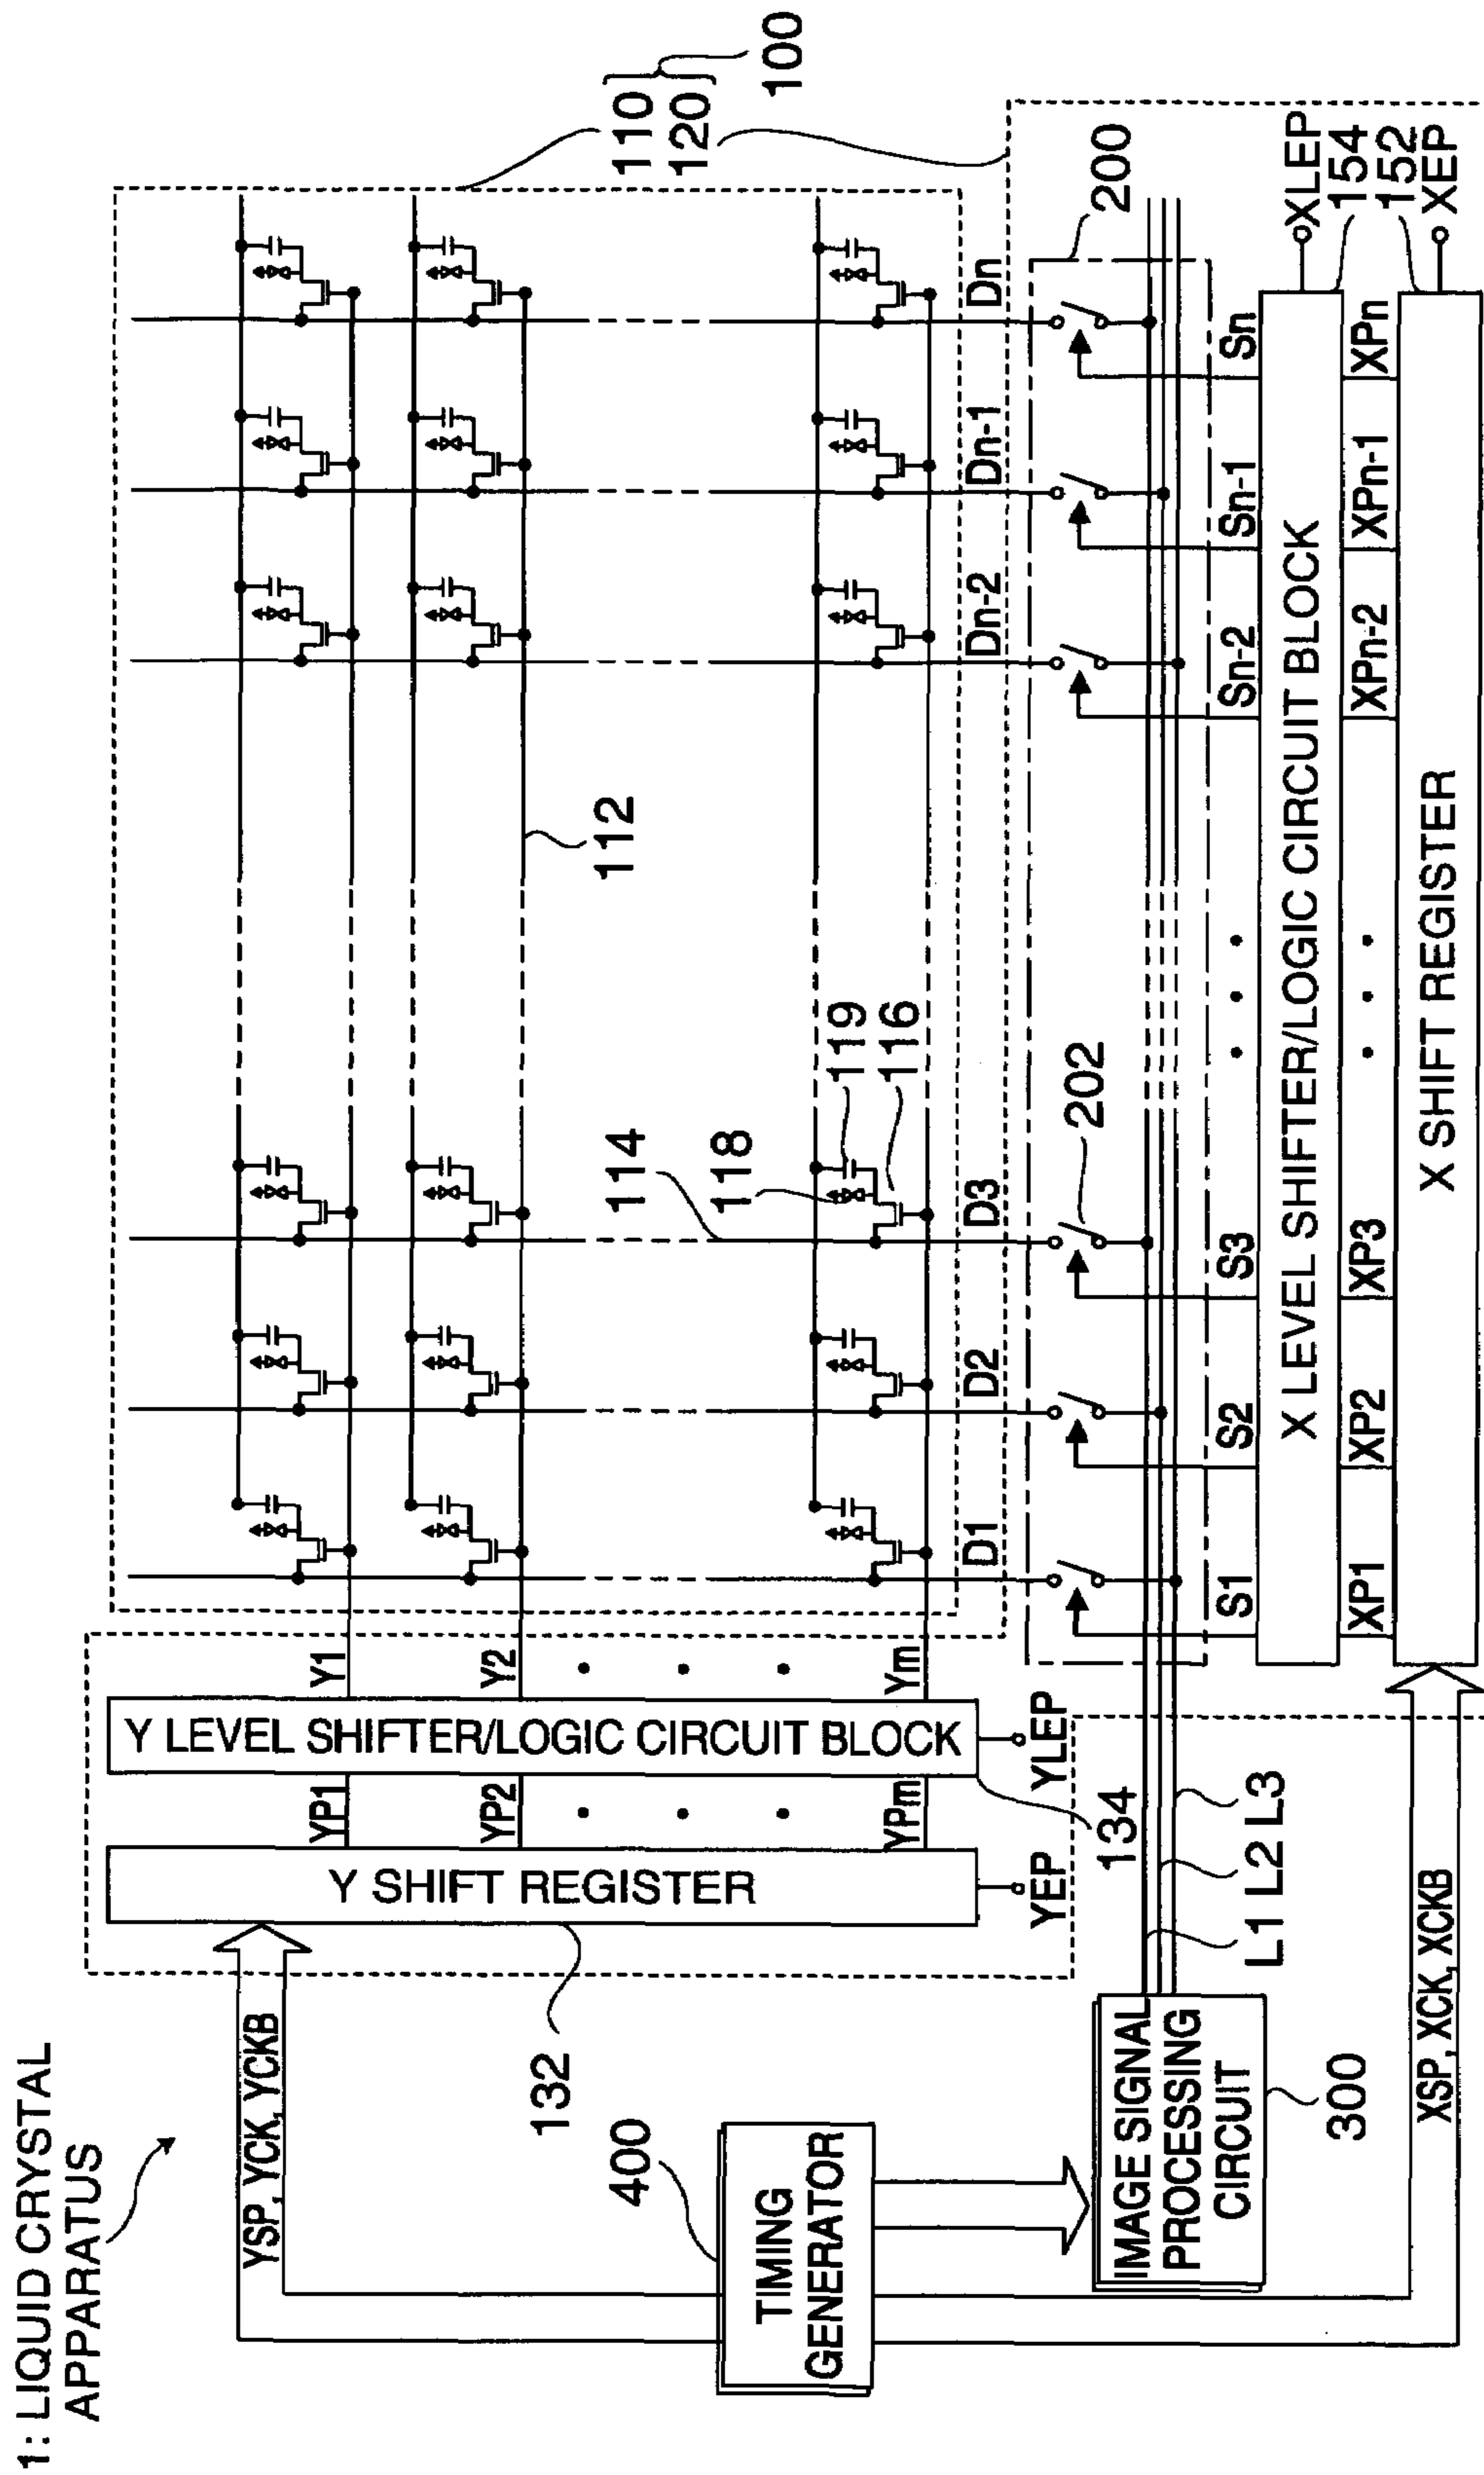 1: LIQUID CRYSTAL
APPARATUS
YSP, YCK, YCKB
132
400
TIMING
GENERATOR
IMAGE SIGNAL
PROCESSING
CIRCUIT
300
XSP, XCK, XCKB
Y SHIFT REGISTER
YEP
YP1
YP2
YPm
Y LEVEL SHIFTER/LOGIC CIRCUIT BLOCK
YLEP
134
Y1
Y2
Ym
L1 L2 L3
112
114
118
119
116
110
120
100
D1
D2
D3
Dn-2
Dn-1
Dn
200
202
S1
S2
S3
Sn-2
Sn-1
Sn
X LEVEL SHIFTER/LOGIC CIRCUIT BLOCK
XLEP
154
XP1
XP2
XP3
XPn-2
XPn-1
XPn
152
X SHIFT REGISTER
XEP